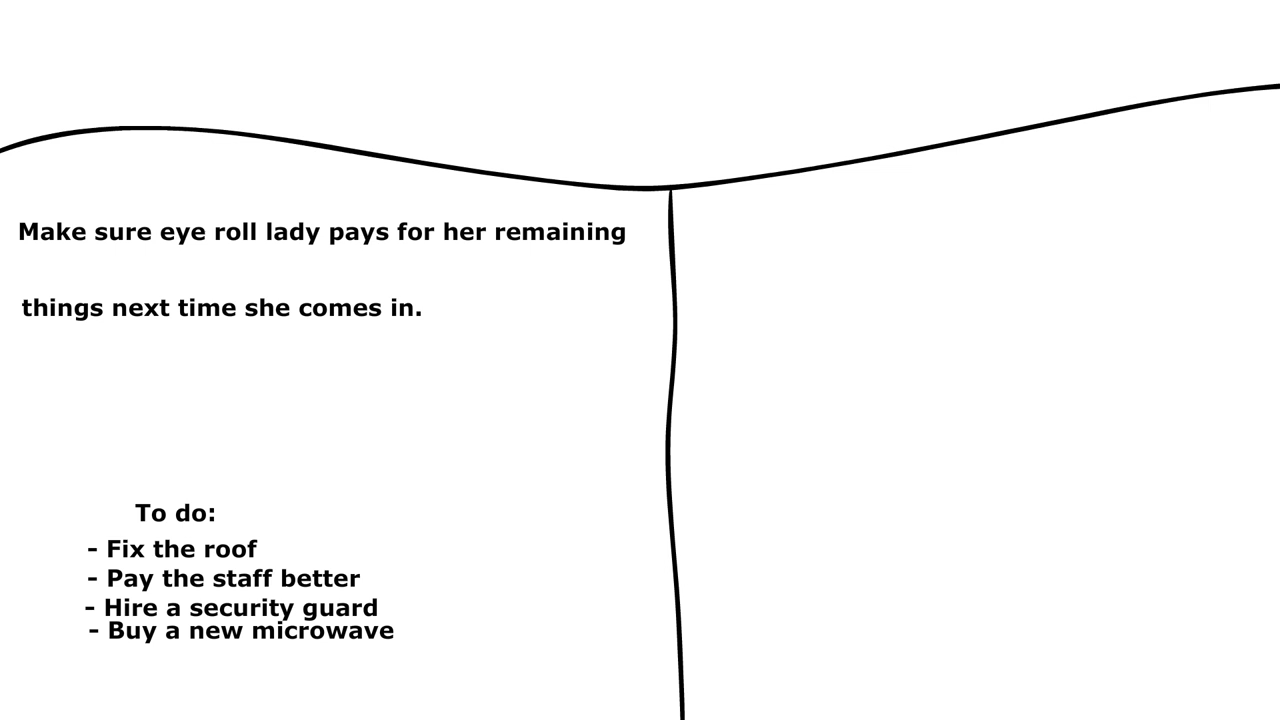 Make sure eye roll lady pays for her remaining
things next time she comes in.
To do:
- Fix the roof
- Pay the staff better
- Hire a security guard
- Buy a new microwave